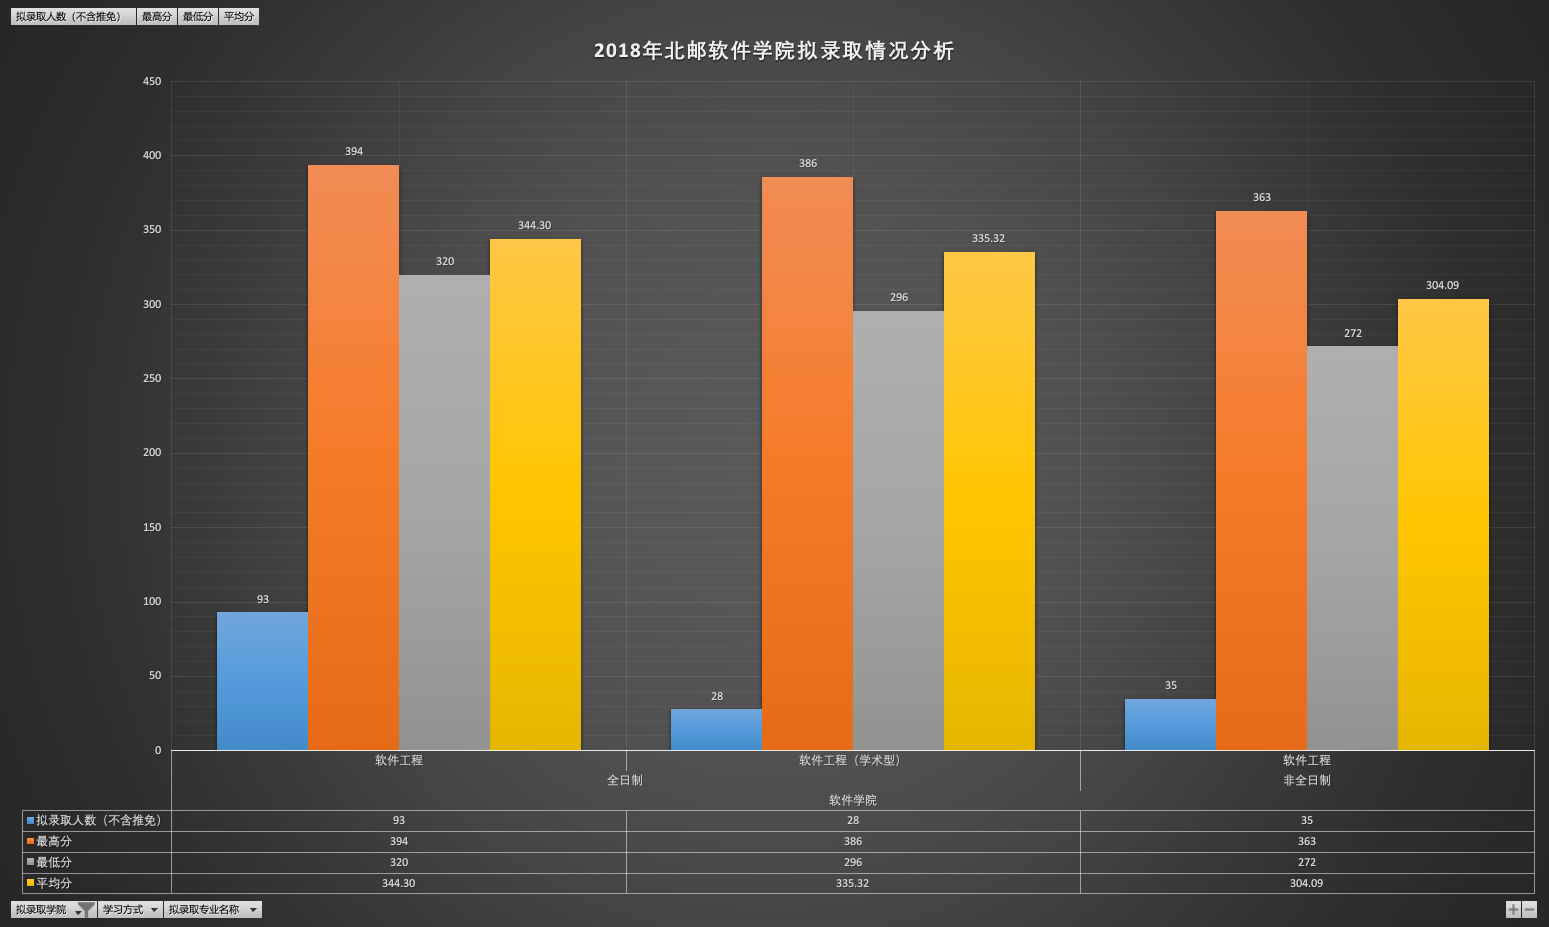 拟录取人数（不含推免） 最高分 最低分 平均分
2018年北邮软件学院拟录取情况分析
450
400
350
300
250
200
150
100
50
0
93
394
320
344.30
28
386
296
335.32
35
363
272
304.09
软件工程 软件工程（学术型） 软件工程
全日制 非全日制
软件学院
拟录取人数（不含推免） 93 28 35
最高分 394 386 363
最低分 320 296 272
平均分 344.30 335.32 304.09
拟录取学院 学习方式 拟录取专业名称